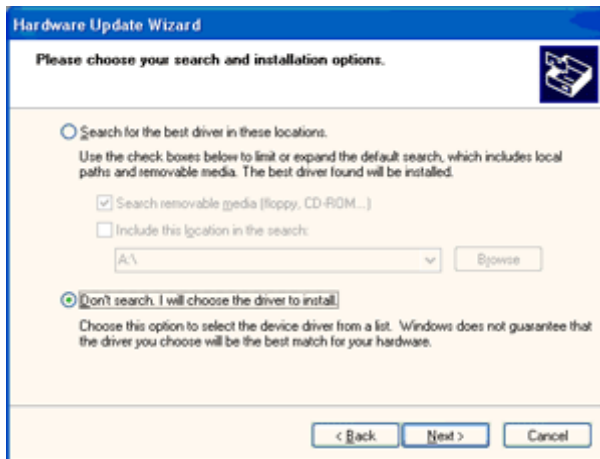 Hardware Update Wizard
Please choose your search and installation options.
Search for the best driver in these locations.
Use the check boxes below to limit or expand the default search, which includes local
paths and removable media. The best driver found will be installed.
Search removable media (floppy, CD-ROM...)
Include this location in the search:
A:\
Browse
Don't search. I will choose the driver to install.
Choose this option to select the device driver from a list. Windows does not guarantee that
the driver you choose will be the best match for your hardware.
< Back Next > Cancel